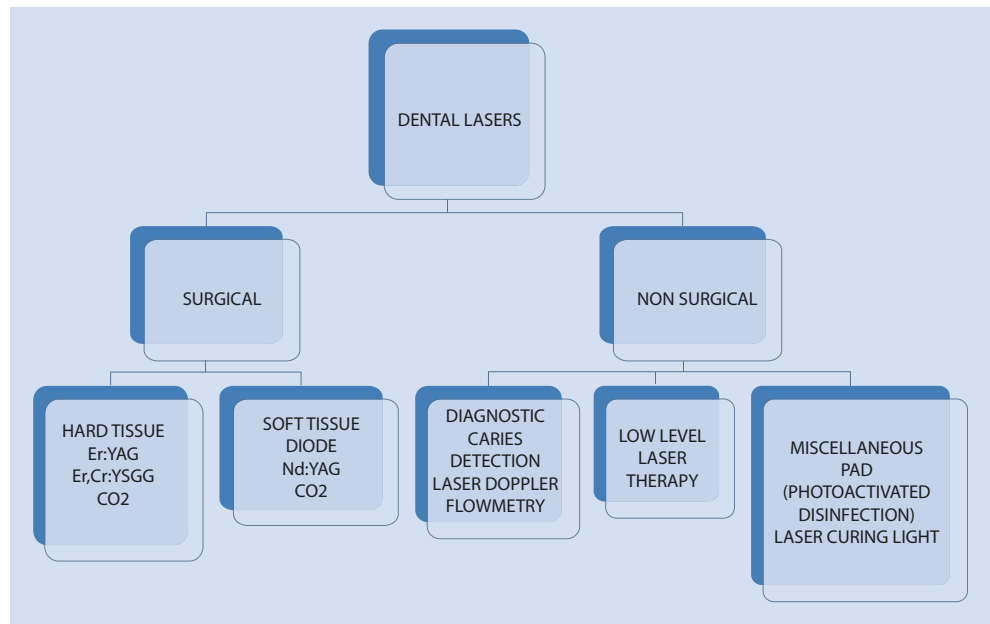 DENTAL LASERS
SURGICAL
NON SURGICAL
HARD TISSUE
Er:YAG
Er,Cr:YSGG
CO2
SOFT TISSUE
DIODE
Nd:YAG
CO2
DIAGNOSTIC
CARIES
DETECTION
LASER DOPPLER
FLOWMETRY
LOW LEVEL
LASER
THERAPY
MISCELLANEOUS
PAD
(PHOTOACTIVATED
DISINFECTION)
LASER CURING LIGHT